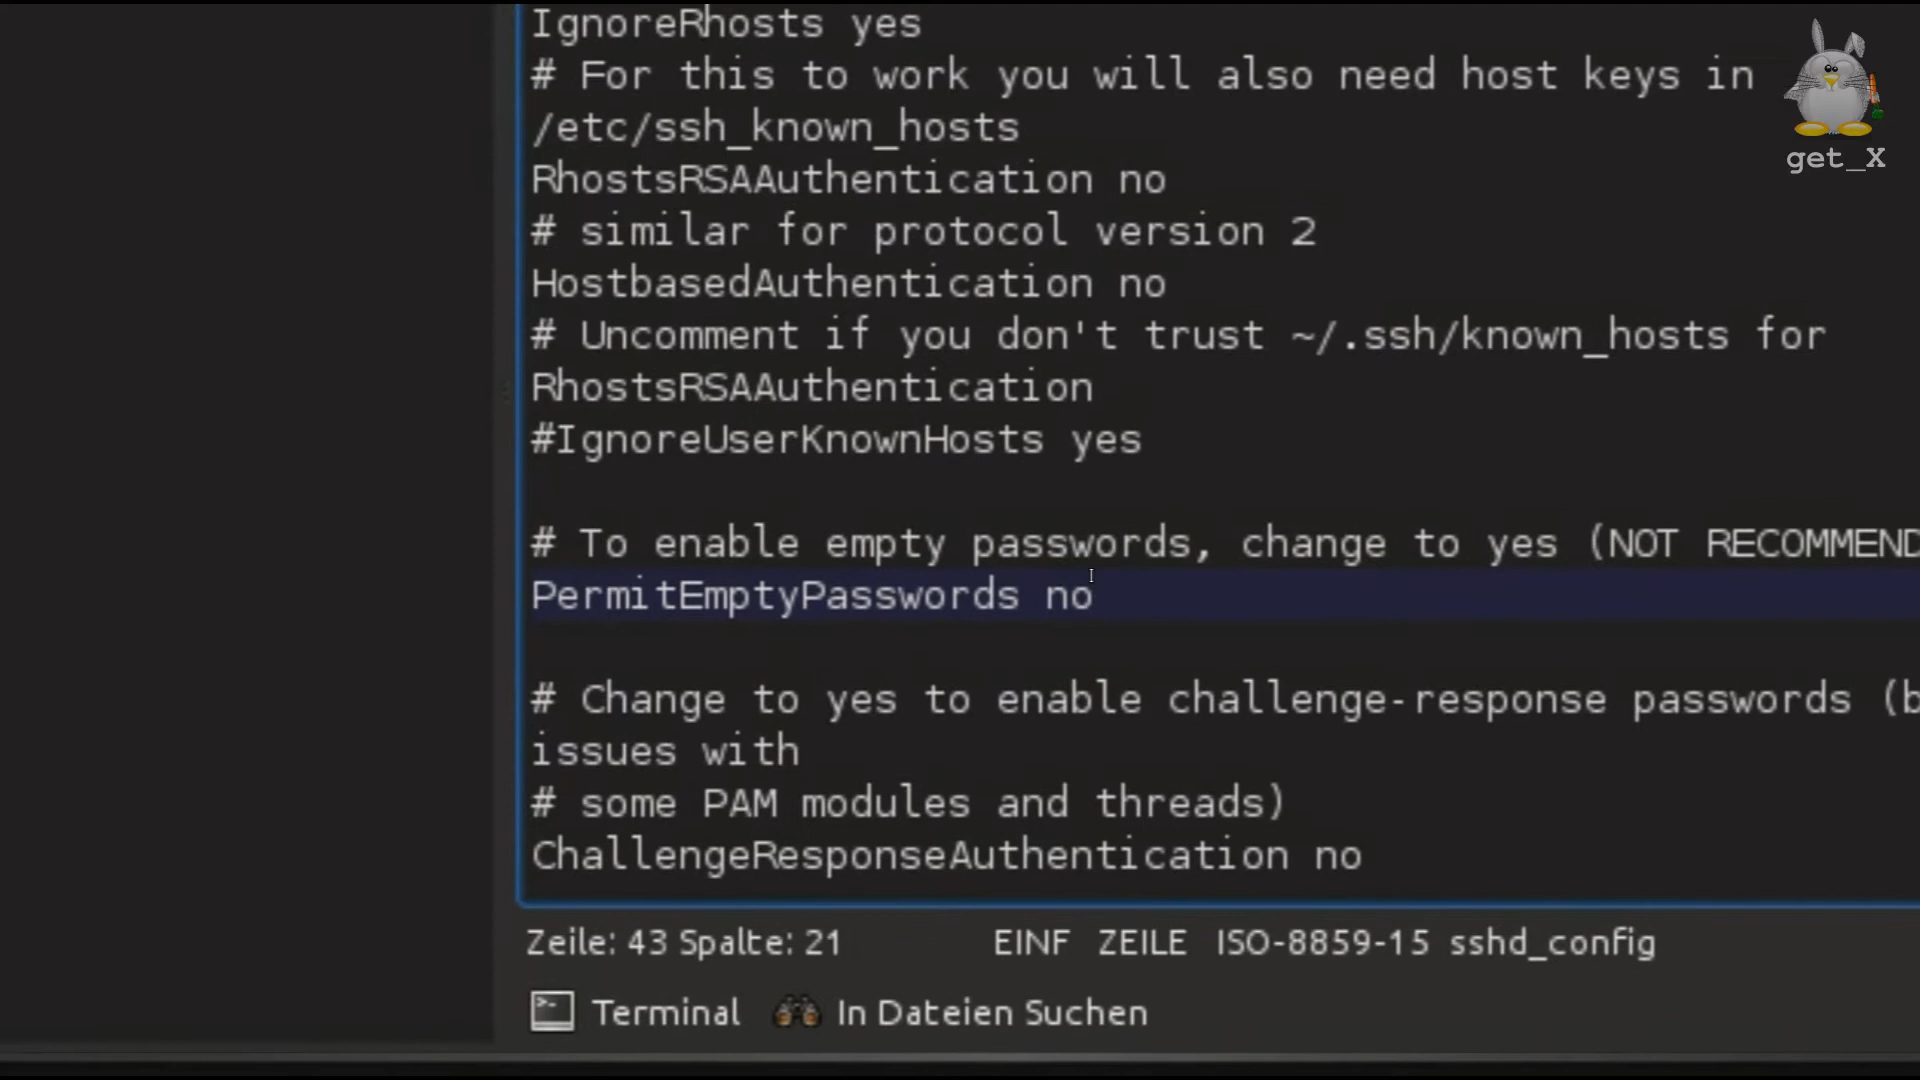 IgnoreRhosts yes
# For this to work you will also need host keys in
/etc/ssh_known_hosts
RhostsRSAAuthentication no
# similar for protocol version 2
HostbasedAuthentication no
# Uncomment if you don't trust ~/.ssh/known_hosts for
RhostsRSAAuthentication
#IgnoreUserKnownHosts yes
# To enable empty passwords, change to yes (NOT RECOMMEND
PermitEmptyPasswords no
# Change to yes to enable challenge-response passwords (b
issues with
# some PAM modules and threads)
ChallengeResponseAuthentication no
Zeile: 43 Spalte: 21 EINF ZEILE ISO-8859-15 sshd_config
Terminal In Dateien Suchen
get_X